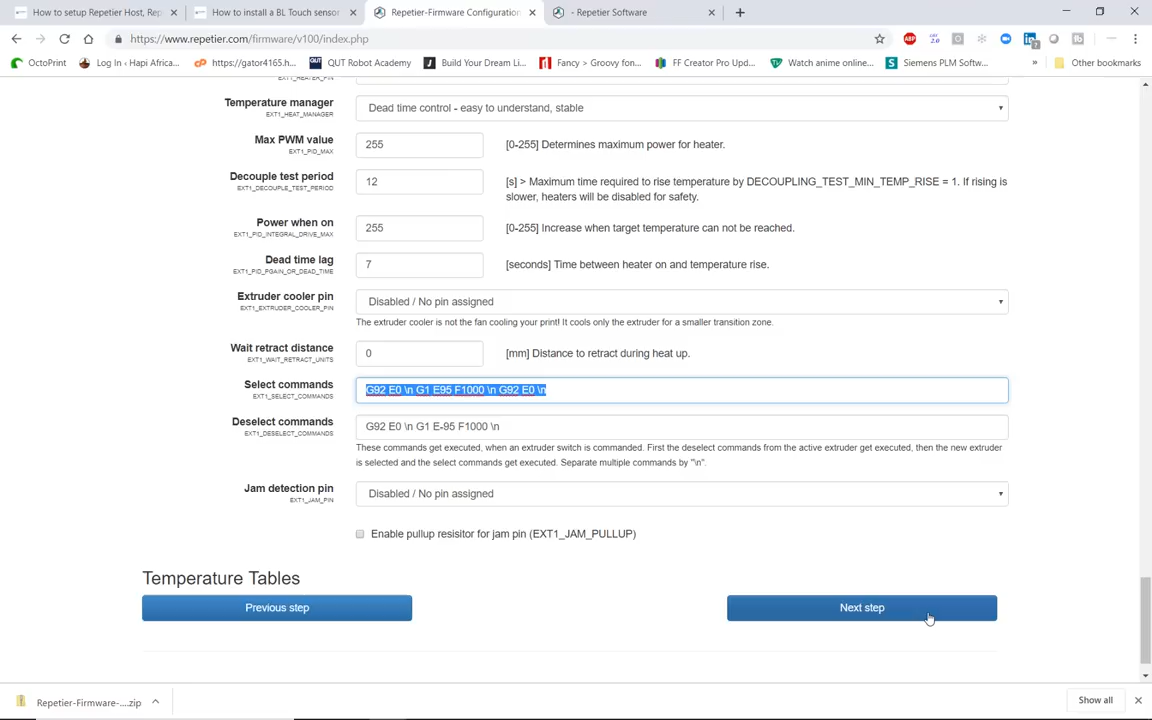 How to setup Repetier Host, Rep
How to install a BL Touch sensor
Repetier-Firmware Configuration
- Repetier Software
https://www.repetier.com/firmware/v100/index.php
ABP
2.0
OctoPrint
Log In ‹ Hapi Africa...
https://gator4165.h...
QUT Robot Academy
Build Your Dream Li...
Fancy > Groovy fon...
FF Creator Pro Upd...
Watch anime online...
Siemens PLM Softw...
»
Other bookmarks
EXT1_HEATER_PIN
Temperature manager
EXT1_HEAT_MANAGER
Dead time control - easy to understand, stable
Max PWM value
EXT1_PID_MAX
255
[0-255] Determines maximum power for heater.
Decouple test period
EXT1_DECOUPLE_TEST_PERIOD
12
[s] > Maximum time required to rise temperature by DECOUPLING_TEST_MIN_TEMP_RISE = 1. If rising is
slower, heaters will be disabled for safety.
Power when on
EXT1_PID_INTEGRAL_DRIVE_MAX
255
[0-255] Increase when target temperature can not be reached.
Dead time lag
EXT1_PID_PGAIN_OR_DEAD_TIME
7
[seconds] Time between heater on and temperature rise.
Extruder cooler pin
EXT1_EXTRUDER_COOLER_PIN
Disabled / No pin assigned
The extruder cooler is not the fan cooling your print! It cools only the extruder for a smaller transition zone.
Wait retract distance
EXT1_WAIT_RETRACT_UNITS
0
[mm] Distance to retract during heat up.
Select commands
EXT1_SELECT_COMMANDS
G92 E0 \n G1 E95 F1000 \n G92 E0 \n
Deselect commands
EXT1_DESELECT_COMMANDS
G92 E0 \n G1 E-95 F1000 \n
These commands get executed, when an extruder switch is commanded. First the deselect commands from the active extruder get executed, then the new extruder
is selected and the select commands get executed. Separate multiple commands by "\n".
Jam detection pin
EXT1_JAM_PIN
Disabled / No pin assigned
Enable pullup resisitor for jam pin (EXT1_JAM_PULLUP)
Temperature Tables
Previous step
Next step
Repetier-Firmware-....zip
Show all